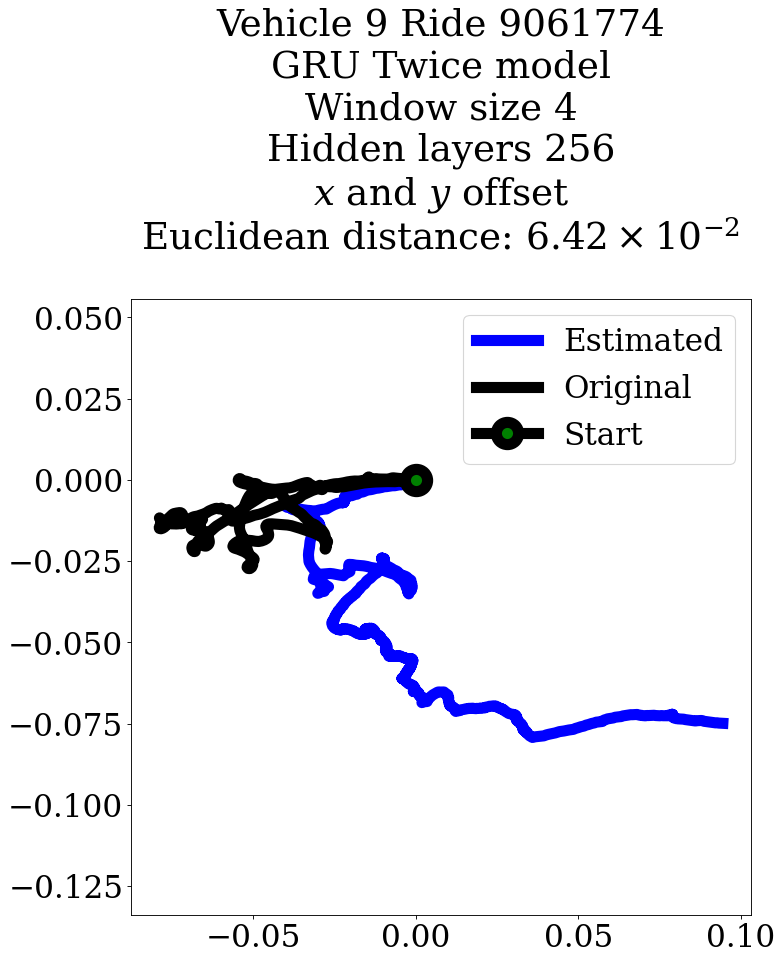 Vehicle 9 Ride 9061774
GRU Twice model
Window size 4
Hidden layers 256
x and y offset
Euclidean distance: 6.42 × 10⁻²
Estimated
Original
Start
0.050
0.025
0.000
−0.025
−0.050
−0.075
−0.100
−0.125
−0.05 0.00 0.05 0.10